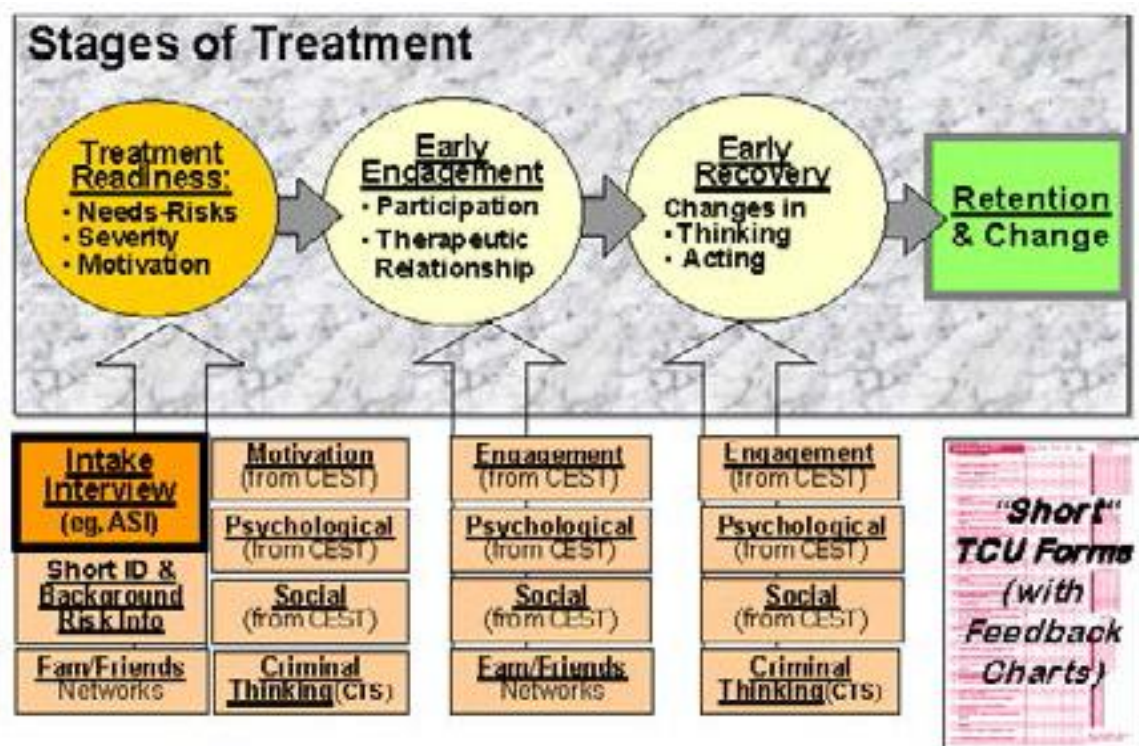 Stages of Treatment
Treatment
Readiness:
• Needs-Risks
• Severity
• Motivation
Early
Engagement
• Participation
• Therapeutic
Relationship
Early
Recovery
Changes in
• Thinking
• Acting
Retention
& Change
Intake
Interview
(eg, ASI)
Short ID &
Background
Risk Info
Fam/Friends
Networks
Motivation
(from CEST)
Psychological
(from CEST)
Social
(from CEST)
Criminal
Thinking(CTS)
Engagement
(from CEST)
Psychological
(from CEST)
Social
(from CEST)
Fam/Friends
Networks
Engagement
(from CEST)
Psychological
(from CEST)
Social
(from CEST)
Criminal
Thinking(CTS)
"Short"
TCU Forms
(with
Feedback
Charts)